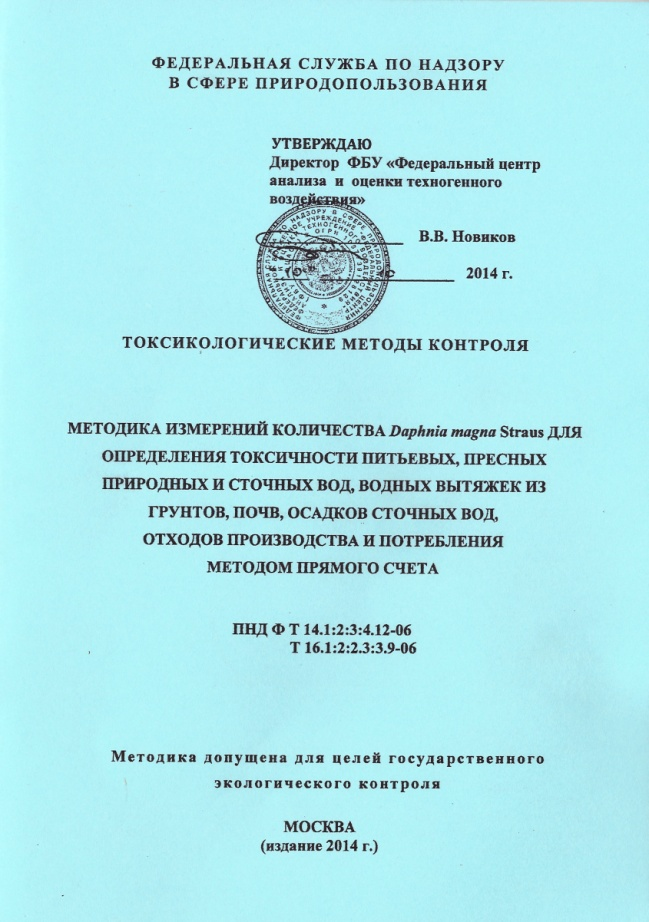 ФЕДЕРАЛЬНАЯ СЛУЖБА ПО НАДЗОРУ
В СФЕРЕ ПРИРОДОПОЛЬЗОВАНИЯ
УТВЕРЖДАЮ
Директор ФБУ «Федеральный центр
анализа и оценки техногенного
воздействия»
В.В. Новиков
2014 г.
ТОКСИКОЛОГИЧЕСКИЕ МЕТОДЫ КОНТРОЛЯ
МЕТОДИКА ИЗМЕРЕНИЙ КОЛИЧЕСТВА Daphnia magna Straus ДЛЯ
ОПРЕДЕЛЕНИЯ ТОКСИЧНОСТИ ПИТЬЕВЫХ, ПРЕСНЫХ
ПРИРОДНЫХ И СТОЧНЫХ ВОД, ВОДНЫХ ВЫТЯЖЕК ИЗ
ГРУНТОВ, ПОЧВ, ОСАДКОВ СТОЧНЫХ ВОД,
ОТХОДОВ ПРОИЗВОДСТВА И ПОТРЕБЛЕНИЯ
МЕТОДОМ ПРЯМОГО СЧЕТА
ПНД Ф Т 14.1:2:3:4.12-06
Т 16.1:2:2.3:3.9-06
Методика допущена для целей государственного
экологического контроля
МОСКВА
(издание 2014 г.)